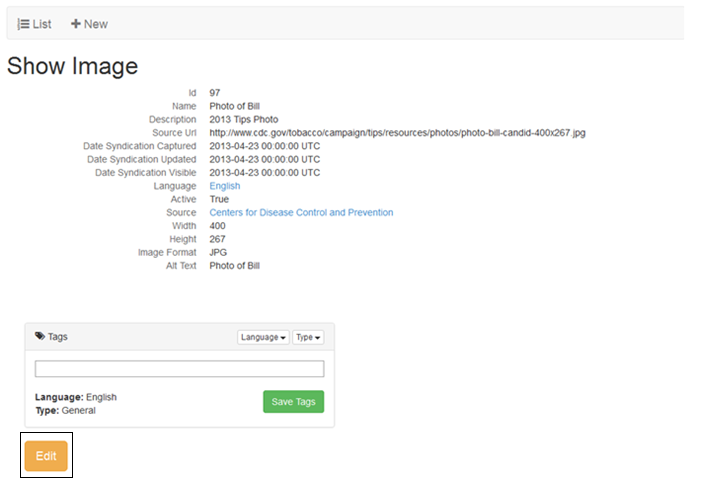 List New
Show Image
Id 97
Name Photo of Bill
Description 2013 Tips Photo
Source Url http://www.cdc.gov/tobacco/campaign/tips/resources/photos/photo-bill-candid-400x267.jpg
Date Syndication Captured 2013-04-23 00:00:00 UTC
Date Syndication Updated 2013-04-23 00:00:00 UTC
Date Syndication Visible 2013-04-23 00:00:00 UTC
Language English
Active True
Source Centers for Disease Control and Prevention
Width 400
Height 267
Image Format JPG
Alt Text Photo of Bill
Tags Language Type
Language: English
Type: General
Save Tags
Edit